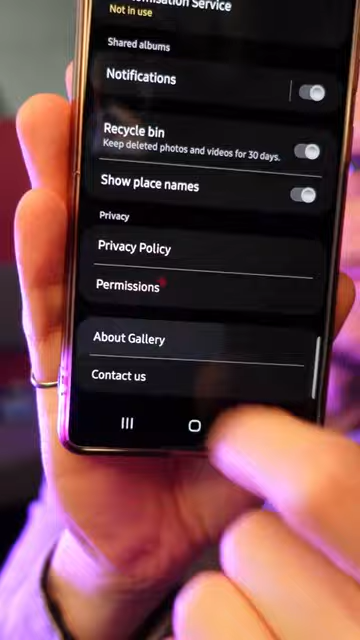 Service
Not in use
Shared albums
Notifications
Recycle bin
Keep deleted photos and videos for 30 days.
Show place names
Privacy
Privacy Policy
Permissions
About Gallery
Contact us